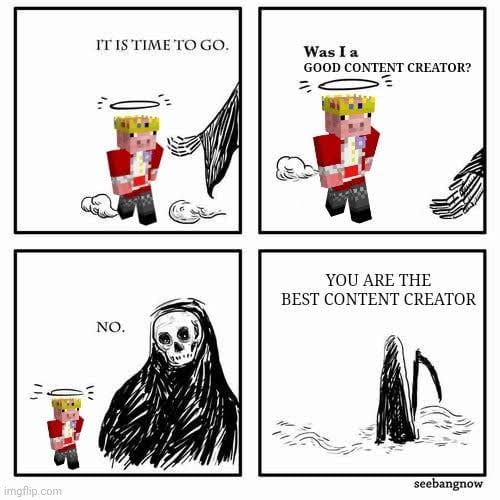 IT IS TIME TO GO.
Was I a
GOOD CONTENT CREATOR?
NO.
YOU ARE THE
BEST CONTENT CREATOR
seebangnow
imgflip.com